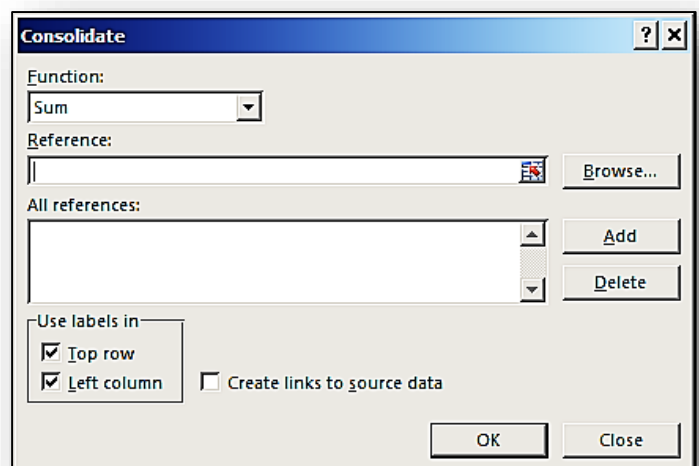 Consolidate ?
Function:
Sum
Reference:
Browse...
All references:
Add
Delete
Use labels in
Top row
Left column
Create links to source data
OK
Close